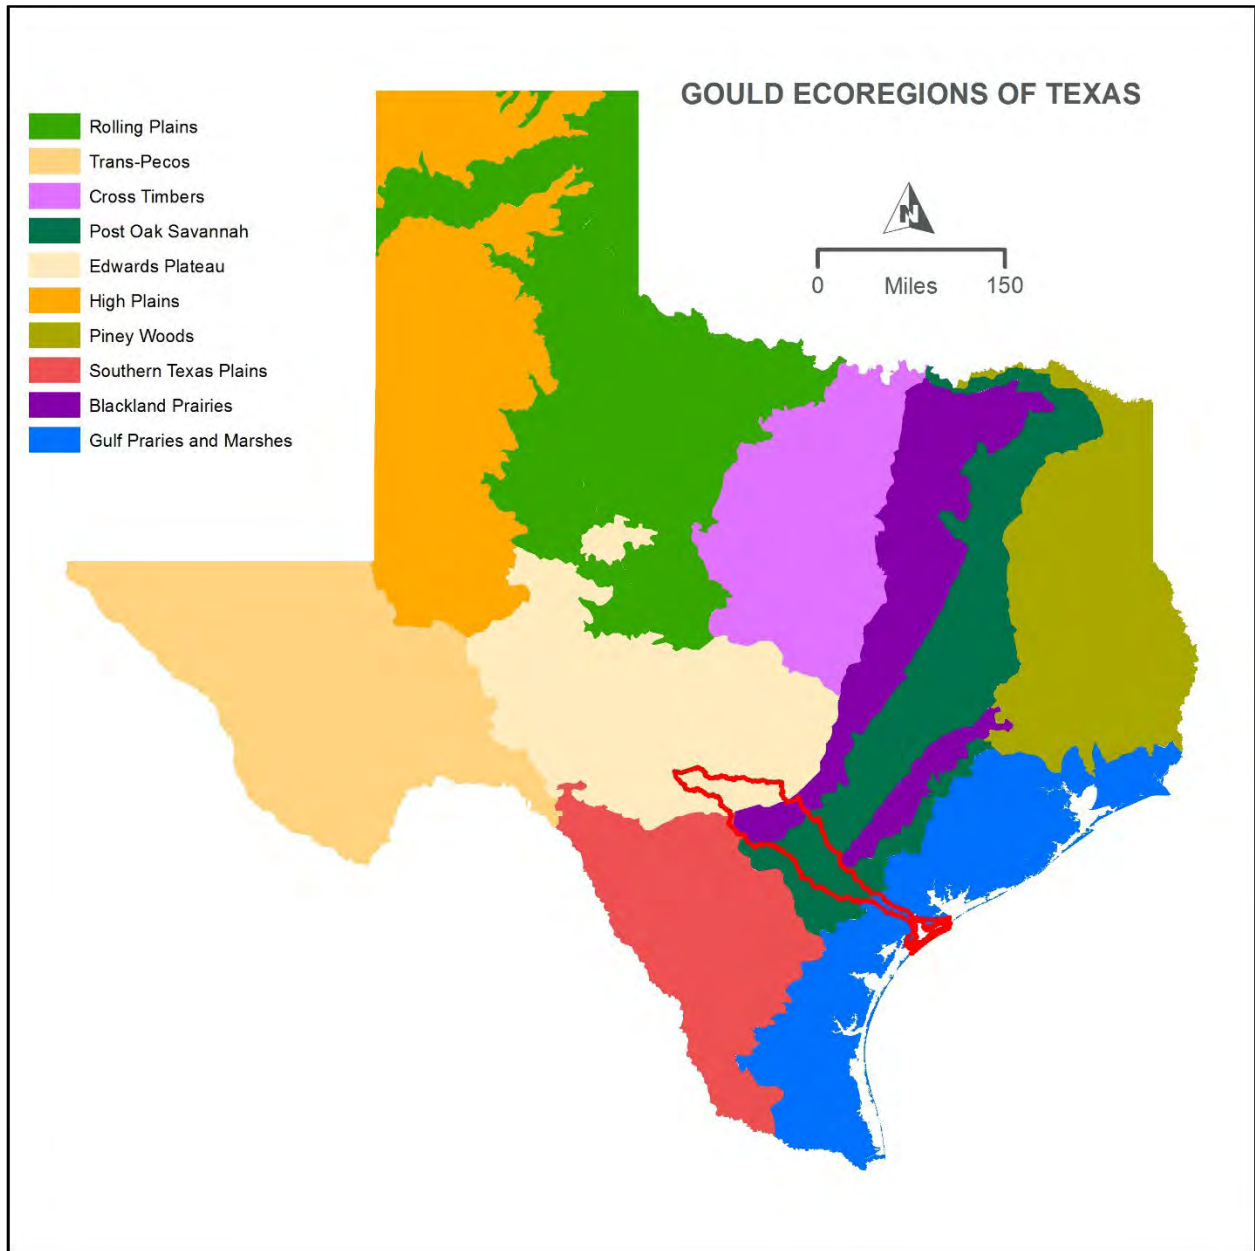 GOULD ECOREGIONS OF TEXAS
Rolling Plains
Trans-Pecos
Cross Timbers
Post Oak Savannah
Edwards Plateau
High Plains
Piney Woods
Southern Texas Plains
Blackland Prairies
Gulf Praries and Marshes
N
0 Miles 150